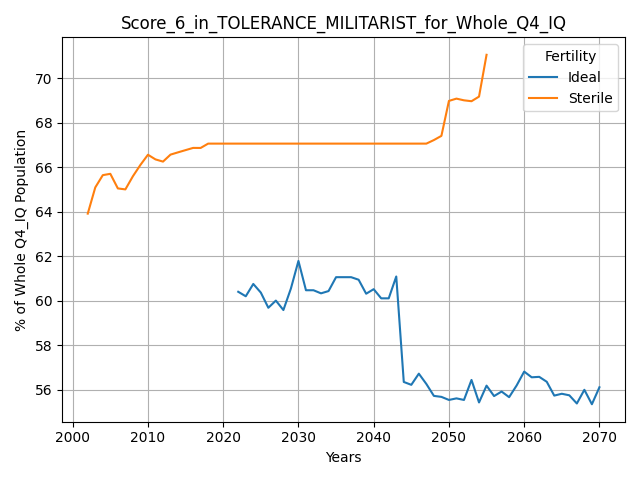 Score_6_in_TOLERANCE_MILITARIST_for_Whole_Q4_IQ
% of Whole Q4_IQ Population
70
68
66
64
62
60
58
56
Fertility
Ideal
Sterile
2000 2010 2020 2030 2040 2050 2060 2070
Years